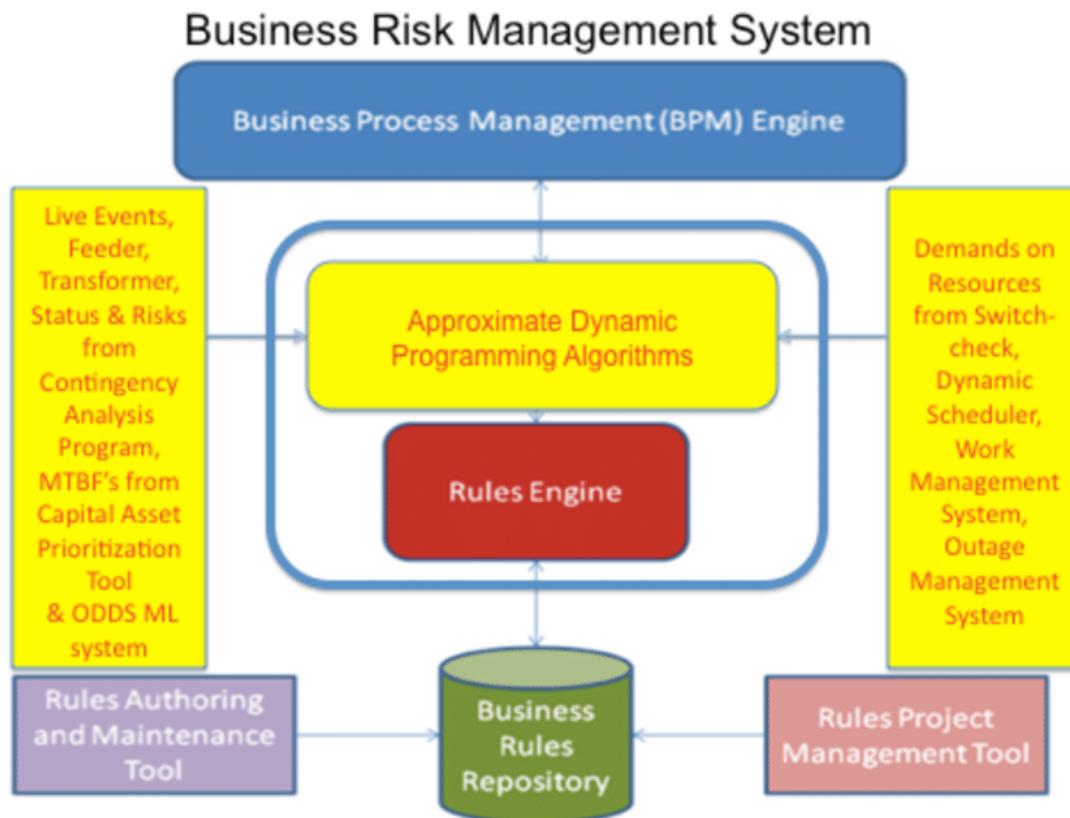 Business Risk Management System
Business Process Management (BPM) Engine
Live Events,
Feeder,
Transformer,
Status & Risks
from
Contingency
Analysis
Program,
MTBF's from
Capital Asset
Prioritization
Tool
& ODDS ML
system
Approximate Dynamic
Programming Algorithms
Rules Engine
Demands on
Resources
from Switch-
check,
Dynamic
Scheduler,
Work
Management
System,
Outage
Management
System
Rules Authoring
and Maintenance
Tool
Business
Rules
Repository
Rules Project
Management Tool